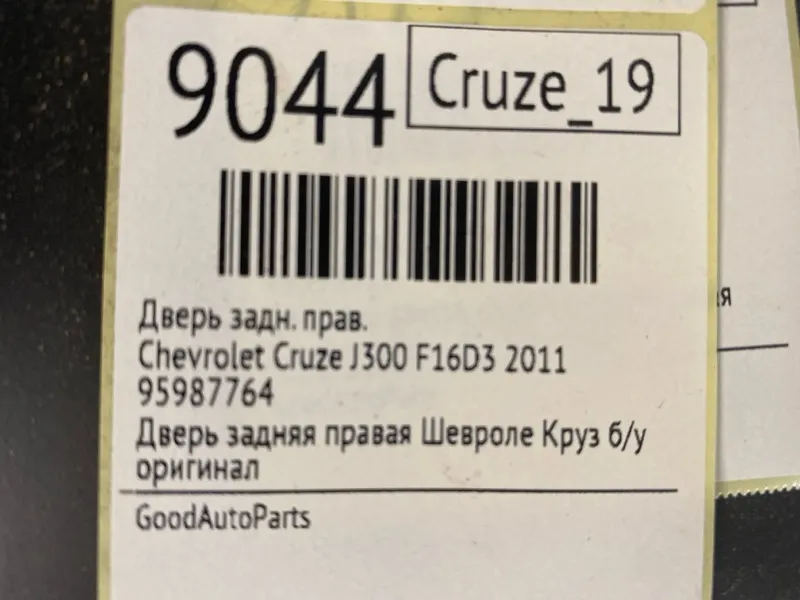 9044
Cruze_19
Дверь задн. прав.
Chevrolet Cruze J300 F16D3 2011
95987764
Дверь задняя правая Шевроле Круз б/у
оригинал
GoodAutoParts